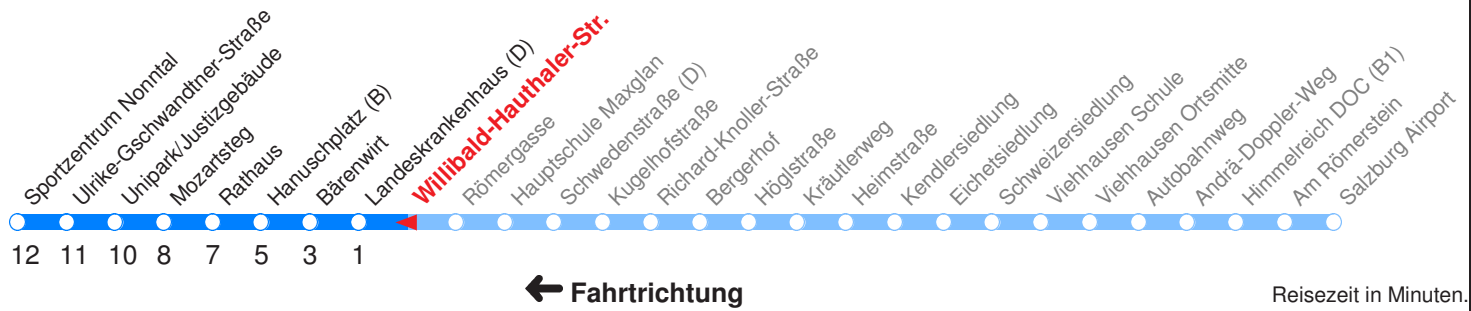 Sportzentrum Nonntal
Ulrike-Gschwandtner-Straße
Unipark/Justizgebäude
Mozartsteg
Rathaus
Hanuschplatz (B)
Bärenwirt
Landeskrankenhaus (D)
Willibald-Hauthaler-Str.
Römergasse
Hauptschule Maxglan
Schwedenstraße (D)
Kugelhofstraße
Richard-Knoller-Straße
Bergerhof
Höglstraße
Kräutlerweg
Heimstraße
Kendlersiedlung
Eichetsiedlung
Schweizersiedlung
Viehhausen Schule
Viehhausen Ortsmitte
Autobahnweg
Andrä-Doppler-Weg
Himmelreich DOC (B1)
Am Römerstein
Salzburg Airport
12 11 10 8 7 5 3 1
Fahrtrichtung
Reisezeit in Minuten.